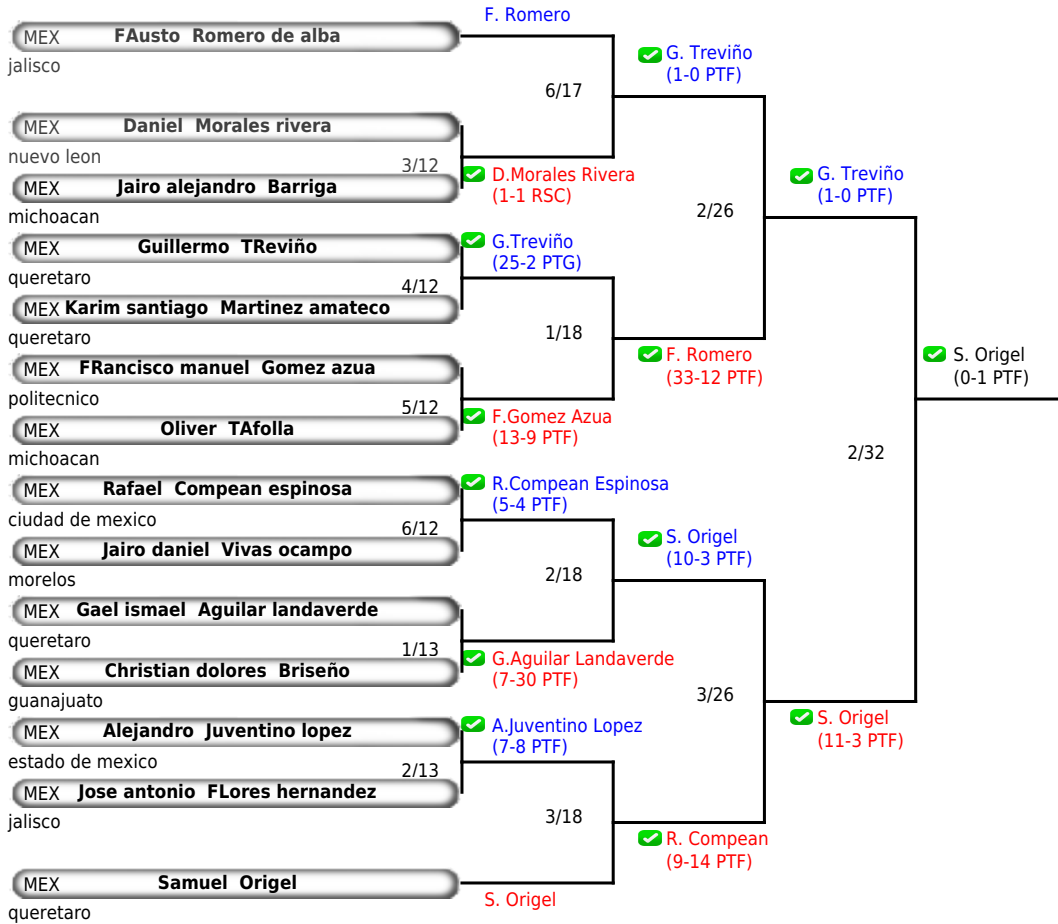 F. Romero
MEX FAusto Romero de alba
jalisco
G. Treviño
(1-0 PTF)
6/17
MEX Daniel Morales rivera
nuevo leon
3/12
D.Morales Rivera
(1-1 RSC)
MEX Jairo alejandro Barriga
michoacan
G. Treviño
(1-0 PTF)
2/26
MEX Guillermo TReviño
queretaro
G.Treviño
(25-2 PTG)
4/12
MEX Karim santiago Martinez amateco
queretaro
1/18
F. Romero
(33-12 PTF)
S. Origel
(0-1 PTF)
MEX FRancisco manuel Gomez azua
politecnico
5/12
F.Gomez Azua
(13-9 PTF)
MEX Oliver TAfolla
michoacan
2/32
MEX Rafael Compean espinosa
ciudad de mexico
R.Compean Espinosa
(5-4 PTF)
6/12
MEX Jairo daniel Vivas ocampo
morelos
S. Origel
(10-3 PTF)
2/18
MEX Gael ismael Aguilar landaverde
queretaro
1/13
G.Aguilar Landaverde
(7-30 PTF)
MEX Christian dolores Briseño
guanajuato
3/26
S. Origel
(11-3 PTF)
MEX Alejandro Juventino lopez
estado de mexico
A.Juventino Lopez
(7-8 PTF)
2/13
MEX Jose antonio FLores hernandez
jalisco
3/18
R. Compean
(9-14 PTF)
MEX Samuel Origel
queretaro
S. Origel